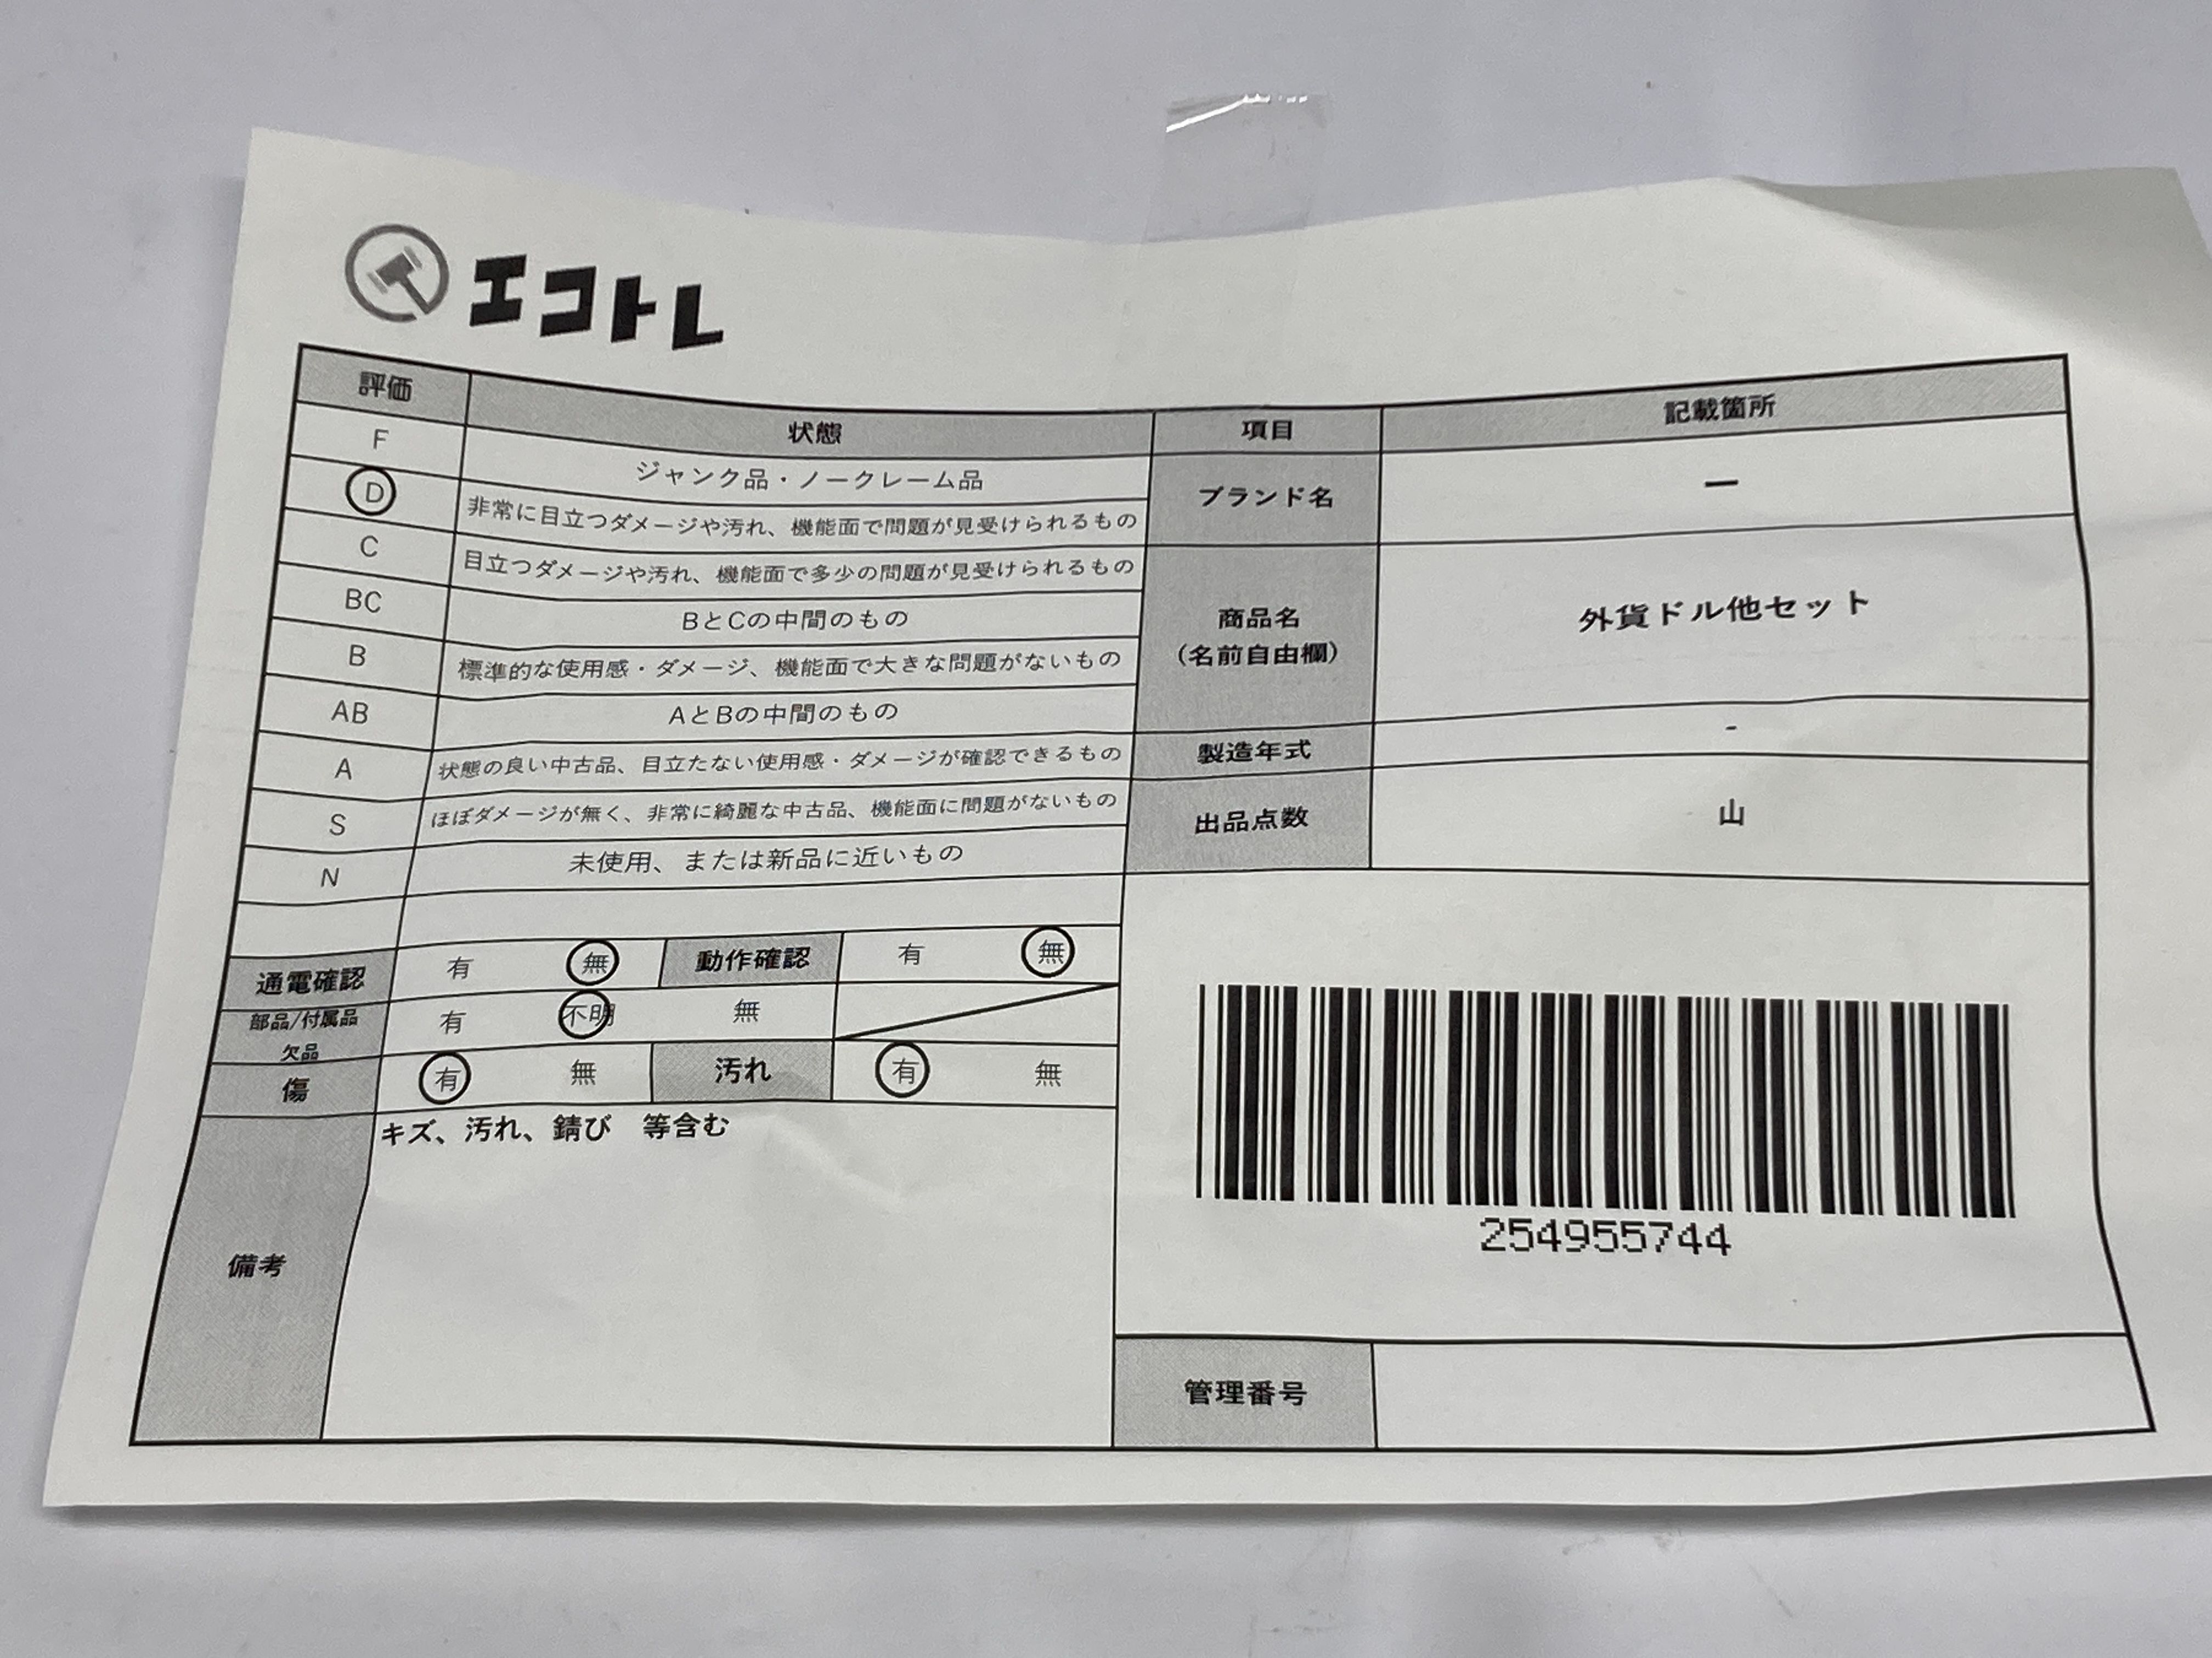 エコトレ
評価 状態 項目 記載箇所
F ジャンク品・ノークレーム品
D 非常に目立つダメージや汚れ、機能面で問題が見受けられるもの
C 目立つダメージや汚れ、機能面で多少の問題が見受けられるもの
BC BとCの中間のもの
B 標準的な使用感・ダメージ、機能面で大きな問題がないもの
AB AとBの中間のもの
A 状態の良い中古品、目立たない使用感・ダメージが確認できるもの
S ほぼダメージが無く、非常に綺麗な中古品、機能面に問題がないもの
N 未使用、または新品に近いもの
ブランド名 ー
商品名
(名前自由欄) 外貨ドル他セット
製造年式 -
出品点数 山
通電確認 有 無 動作確認 有 無
部品/付属品
欠品 有 不明 無
傷 有 無 汚れ 有 無
備考 キズ、汚れ、錆び 等含む
254955744
管理番号